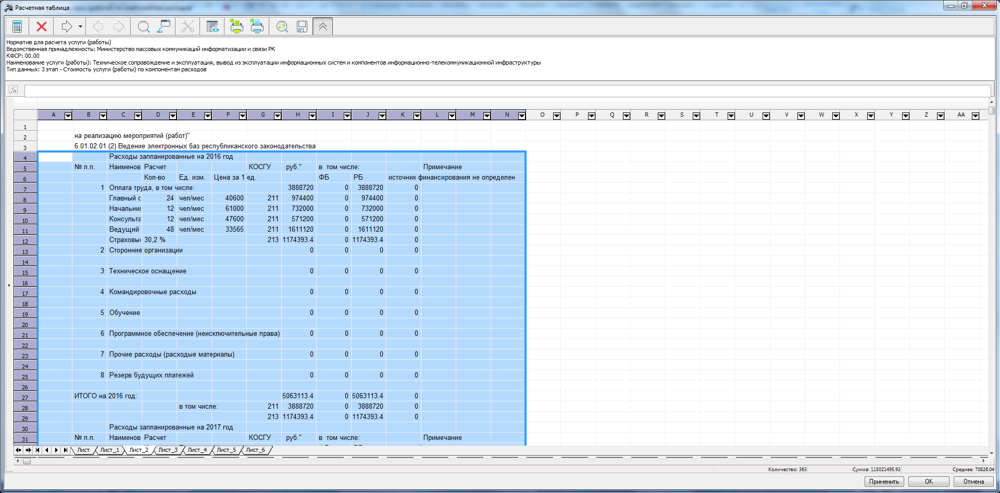 Расчетная таблица
Норматив для расчета услуги (работы)
Ведомственная принадлежность: Министерство массовых коммуникаций информатизации и связи РК
КФСР: 00.00
Наименование услуги (работы): Техническое сопровождение и эксплуатация, вывод из эксплуатации информационных систем и компонентов информационно-телекоммуникационной инфраструктуры
Тип данных: 3 этап - Стоимость услуги (работы) по компонентам расходов
fx
A B C D E F G H I J K L M N O P Q R S T U V W X Y Z AA
1
2 на реализацию мероприятий (работ)"
3 6.01.02.01 (2) Ведение электронных баз республиканского законодательства
4 Расходы запланированные на 2016 год
5 № п.п. Наименов Расчет КОСГУ руб." в том числе: Примечание
6 Кол-во Ед. изм. Цена за 1 ед. ФБ РБ источник финансирования не определен
7 1 Оплата труда, в том числе: 3888720 0 3888720 0
8 Главный с 24 чел/мес 40600 211 974400 0 974400 0
9 Начальни 12 чел/мес 61000 211 732000 0 732000 0
10 Консульта 12 чел/мес 47600 211 571200 0 571200 0
11 Ведущий 48 чел/мес 33565 211 1611120 0 1611120 0
12 Страховы 30,2 % 213 1174393.4 0 1174393.4 0
13 2 Сторонние организации 0 0 0 0
14
15 3 Техническое оснащение 0 0 0 0
16
17 4 Командировочные расходы 0 0 0 0
18
19 5 Обучение 0 0 0 0
20
21 6 Программное обеспечение (неисключительные права) 0 0 0 0
22
23 7 Прочие расходы (расходые материалы) 0 0 0 0
24
25 8 Резерв будущих платежей 0 0 0 0
26
27 ИТОГО на 2016 год: 5063113.4 0 5063113.4 0
28 в том числе: 211 3888720 0 3888720 0
29 213 1174393.4 0 1174393.4 0
30 Расходы запланированные на 2017 год
31 № п.п. Наименов Расчет КОСГУ руб." в том числе: Примечание
Лист Лист_1 Лист_2 Лист_3 Лист_4 Лист_5 Лист_6
Количество: 363 Сумма: 115021495.92 Среднее: 70826.04
Применить OK Отмена